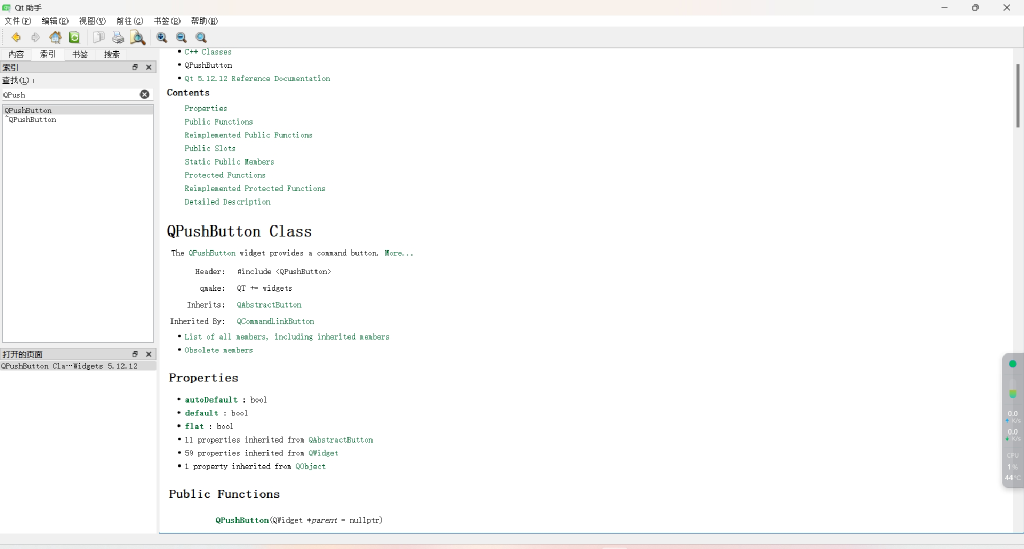 Qt 助手
文件(F) 编辑(E) 视图(V) 前往(G) 书签(B) 帮助(H)
内容 索引 书签 搜索
索引
查找(L)：
QPush
QPushButton
~QPushButton
打开的页面
QPushButton Cla…Widgets 5.12.12
• C++ Classes
• QPushButton
• Qt 5.12.12 Reference Documentation
Contents
Properties
Public Functions
Reimplemented Public Functions
Public Slots
Static Public Members
Protected Functions
Reimplemented Protected Functions
Detailed Description
QPushButton Class
The QPushButton widget provides a command button. More...
Header: #include <QPushButton>
qmake: QT += widgets
Inherits: QAbstractButton
Inherited By: QCommandLinkButton
• List of all members, including inherited members
• Obsolete members
Properties
• autoDefault : bool
• default : bool
• flat : bool
• 11 properties inherited from QAbstractButton
• 59 properties inherited from QWidget
• 1 property inherited from QObject
Public Functions
QPushButton(QWidget *parent = nullptr)
0.0
K/s
0.0
K/s
CPU
1%
44°C